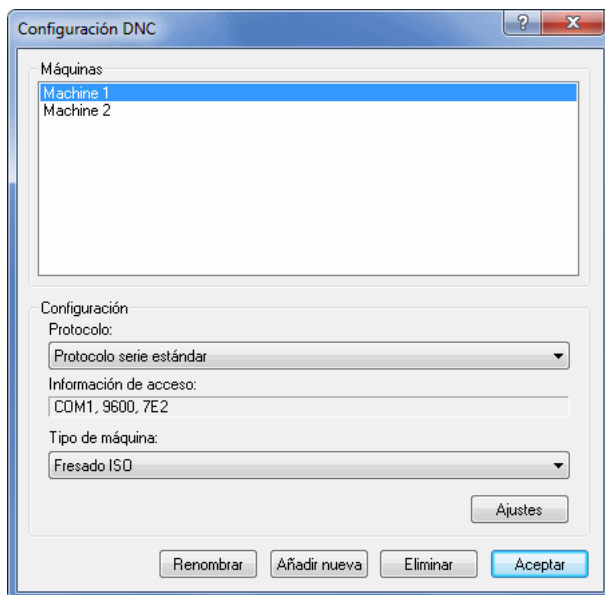 Configuración DNC
Máquinas
Machine 1
Machine 2
Configuración
Protocolo:
Protocolo serie estándar
Información de acceso:
COM1, 9600, 7E2
Tipo de máquina:
Fresado ISO
Ajustes
Renombrar Añadir nueva Eliminar Aceptar